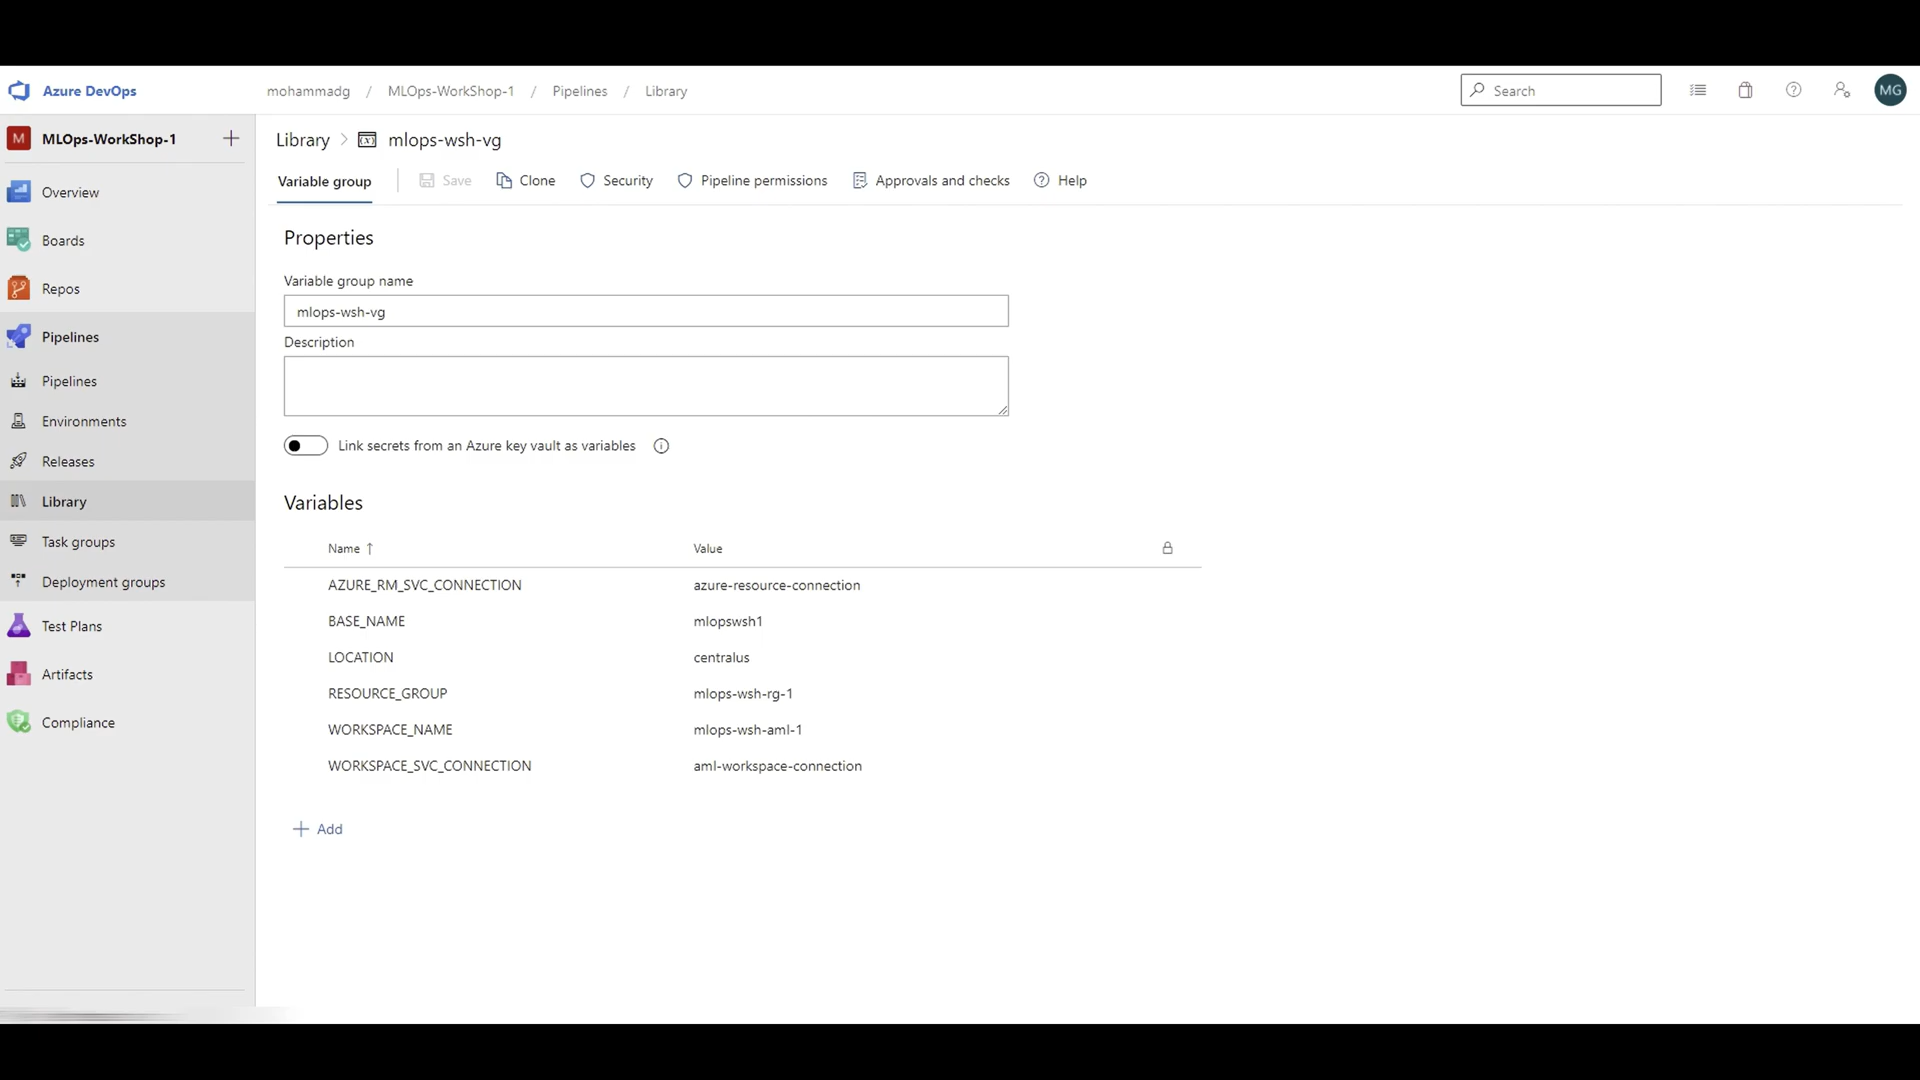 Azure DevOps
mohammadg / MLOps-WorkShop-1 / Pipelines / Library
Search
MG
M MLOps-WorkShop-1
Library > mlops-wsh-vg
Variable group
Save
Clone
Security
Pipeline permissions
Approvals and checks
Help
Overview
Boards
Repos
Pipelines
Pipelines
Environments
Releases
Library
Task groups
Deployment groups
Test Plans
Artifacts
Compliance
Properties
Variable group name
mlops-wsh-vg
Description
Link secrets from an Azure key vault as variables
Variables
Name ↑ Value
AZURE_RM_SVC_CONNECTION azure-resource-connection
BASE_NAME mlopswsh1
LOCATION centralus
RESOURCE_GROUP mlops-wsh-rg-1
WORKSPACE_NAME mlops-wsh-aml-1
WORKSPACE_SVC_CONNECTION aml-workspace-connection
+ Add